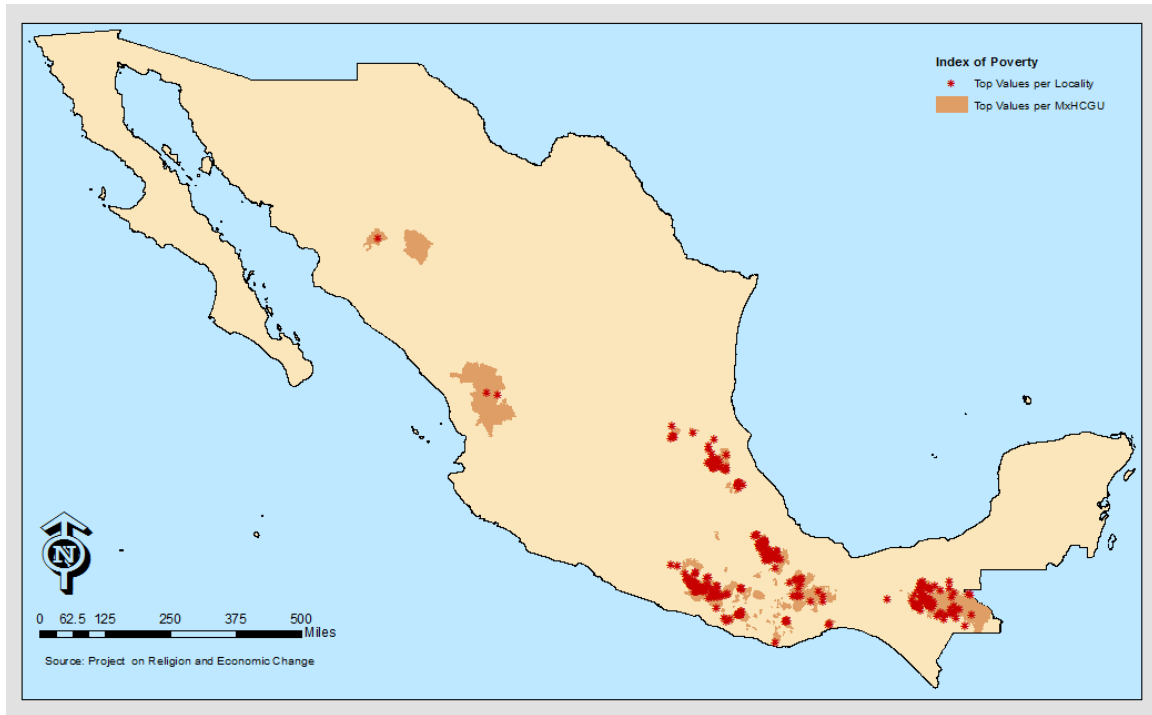 Index of Poverty
Top Values per Locality
Top Values per MxHCGU
N
0 62.5 125 250 375 500
Miles
Source: Project on Religion and Economic Change